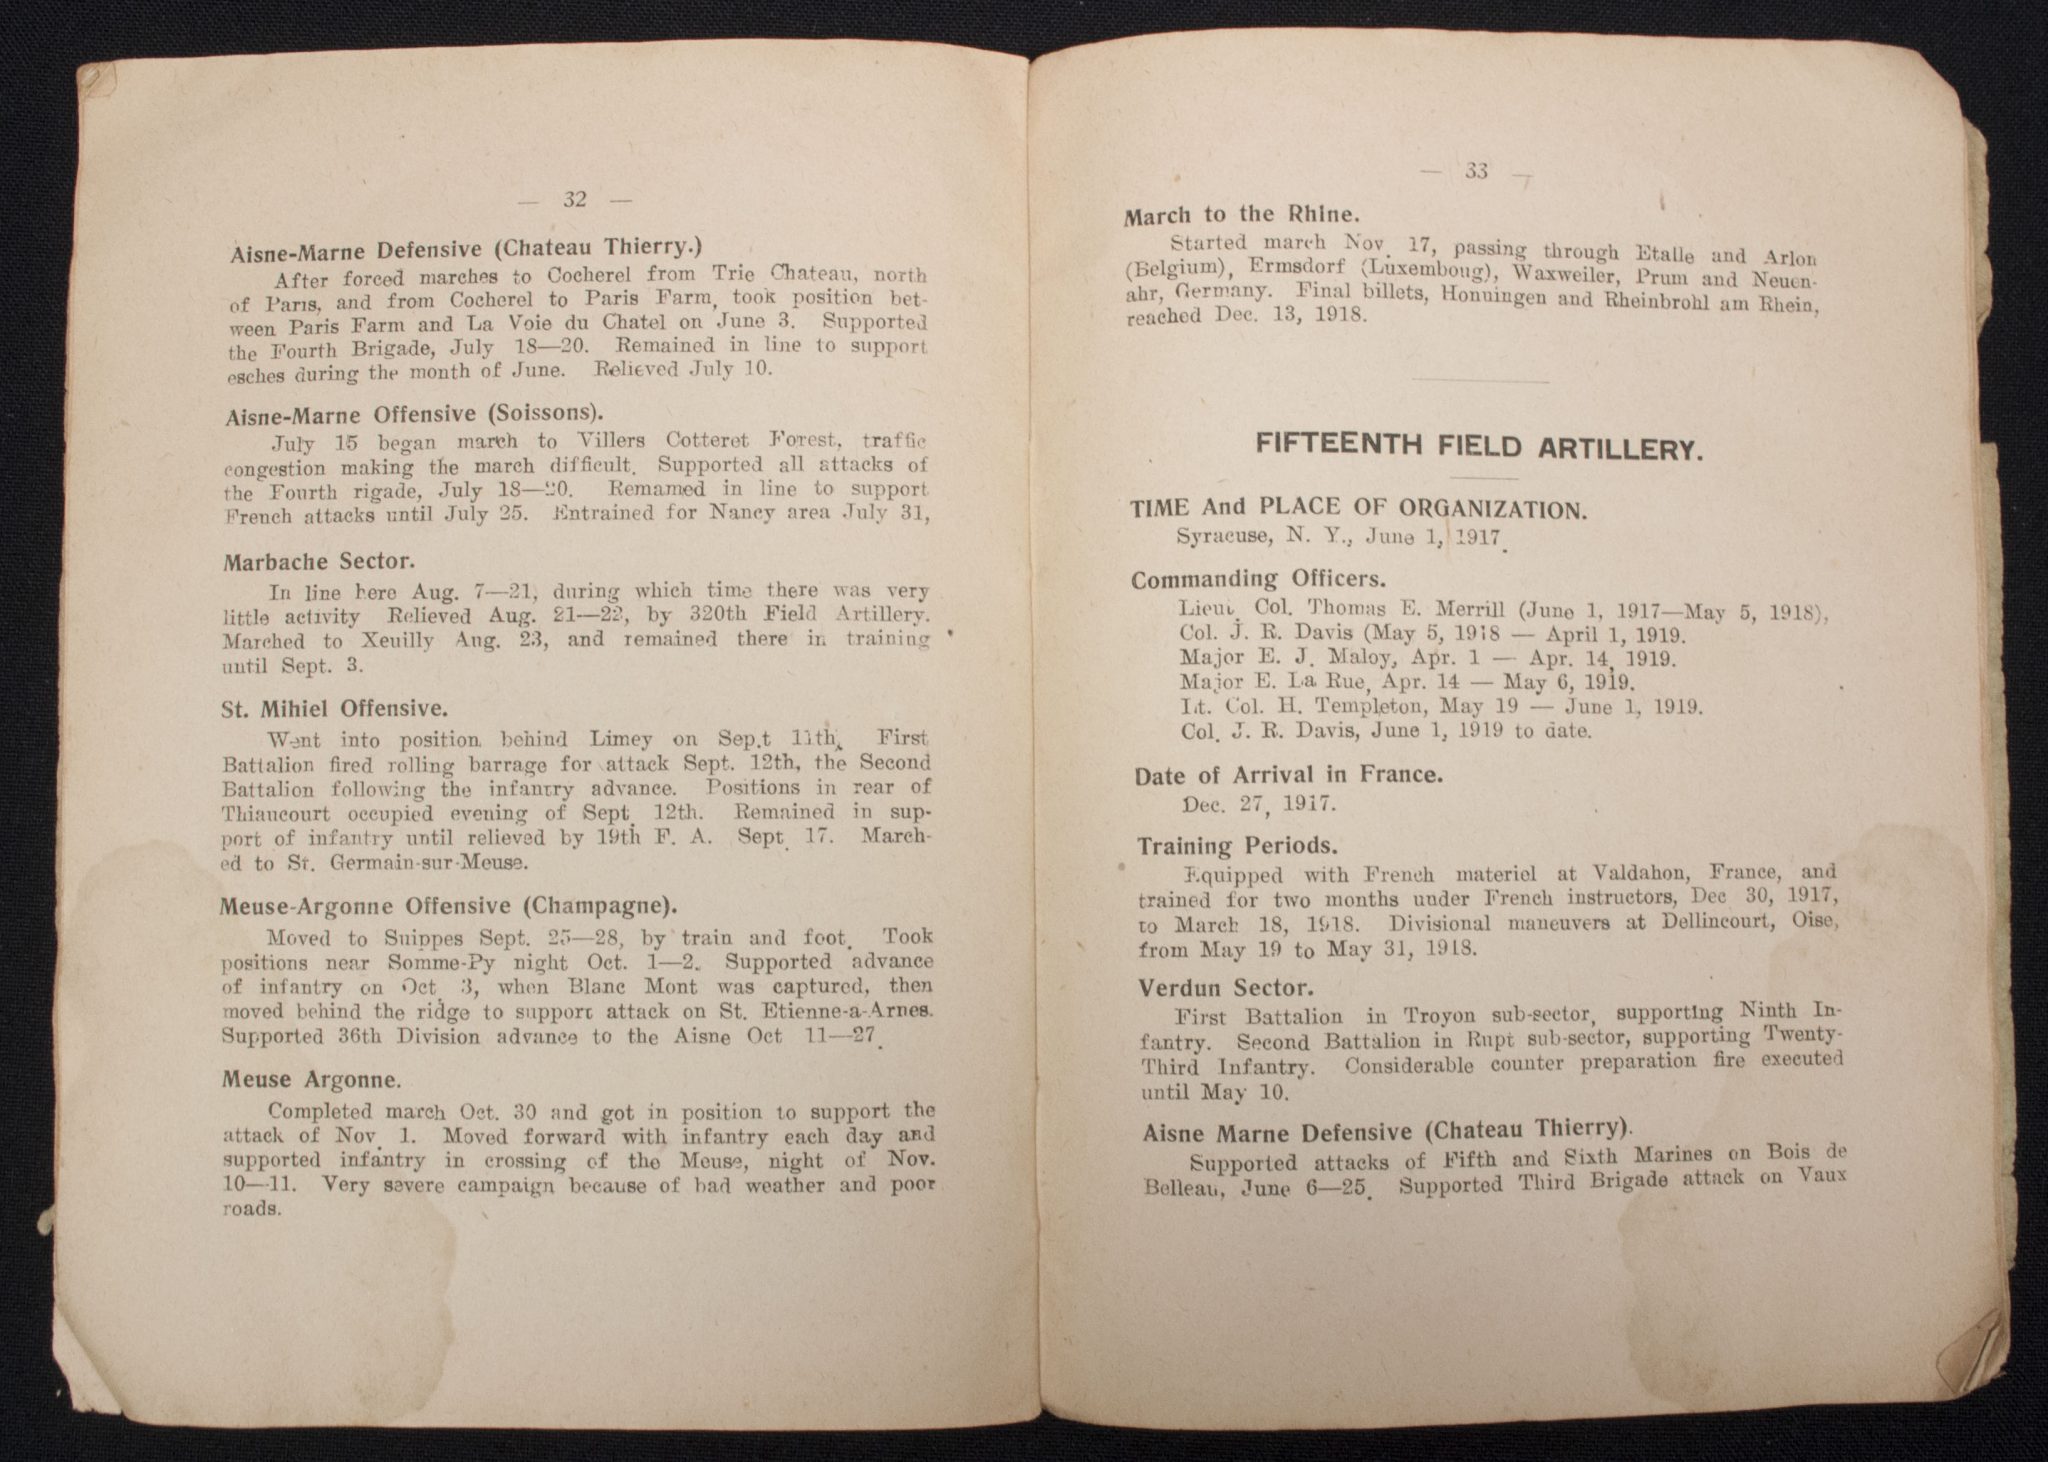 — 32 —
Aisne-Marne Defensive (Chateau Thierry.)
After forced marches to Cocherel from Trie Chateau, north
of Paris, and from Cocherel to Paris Farm, took position bet-
ween Paris Farm and La Voie du Chatel on June 3. Supported
the Fourth Brigade, July 18—20. Remained in line to support
esches during the month of June. Relieved July 10.
Aisne-Marne Offensive (Soissons).
July 15 began march to Villers Cotteret Forest, traffic
congestion making the march difficult. Supported all attacks of
the Fourth rigade, July 18—20. Remamed in line to support
French attacks until July 25. Entrained for Nancy area July 31,
Marbache Sector.
In line here Aug. 7—21, during which time there was very
little activity Relieved Aug. 21—22, by 320th Field Artillery.
Marched to Xeuilly Aug. 23, and remained there in training
until Sept. 3.
St. Mihiel Offensive.
Went into position behind Limey on Sep.t 11th. First
Battalion fired rolling barrage for attack Sept. 12th, the Second
Battalion following the infantry advance. Positions in rear of
Thiaucourt occupied evening of Sept. 12th. Remained in sup-
port of infantry until relieved by 19th F. A. Sept. 17. March-
ed to St. Germain-sur-Meuse.
Meuse-Argonne Offensive (Champagne).
Moved to Suippes Sept. 25—28, by train and foot. Took
positions near Somme-Py night Oct. 1—2. Supported advance
of infantry on Oct. 3, when Blanc Mont was captured, then
moved behind the ridge to support attack on St. Etienne-a-Arnes.
Supported 36th Division advance to the Aisne Oct 11—27.
Meuse Argonne.
Completed march Oct. 30 and got in position to support the
attack of Nov. 1. Moved forward with infantry each day and
supported infantry in crossing of the Meuse, night of Nov.
10—11. Very severe campaign because of bad weather and poor
roads.
— 33 —
March to the Rhine.
Started march Nov. 17, passing through Etalle and Arlon
(Belgium), Ermsdorf (Luxemboug), Waxweiler, Prum and Neuen-
ahr, Germany. Final billets, Honningen and Rheinbrohl am Rhein,
reached Dec. 13, 1918.
FIFTEENTH FIELD ARTILLERY.
TIME And PLACE OF ORGANIZATION.
Syracuse, N. Y., June 1, 1917.
Commanding Officers.
Lieut. Col. Thomas E. Merrill (June 1, 1917—May 5, 1918),
Col. J. R. Davis (May 5, 1918 — April 1, 1919.
Major E. J. Maloy, Apr. 1 — Apr. 14, 1919.
Major E. La Rue, Apr. 14 — May 6, 1919.
Lt. Col. H. Templeton, May 19 — June 1, 1919.
Col. J. R. Davis, June 1, 1919 to date.
Date of Arrival in France.
Dec. 27, 1917.
Training Periods.
Equipped with French materiel at Valdahon, France, and
trained for two months under French instructors, Dec 30, 1917,
to March 18, 1918. Divisional maneuvers at Dellincourt, Oise,
from May 19 to May 31, 1918.
Verdun Sector.
First Battalion in Troyon sub-sector, supporting Ninth In-
fantry. Second Battalion in Rupt sub-sector, supporting Twenty-
Third Infantry. Considerable counter preparation fire executed
until May 10.
Aisne Marne Defensive (Chateau Thierry).
Supported attacks of Fifth and Sixth Marines on Bois de
Belleau, June 6—25. Supported Third Brigade attack on Vaux